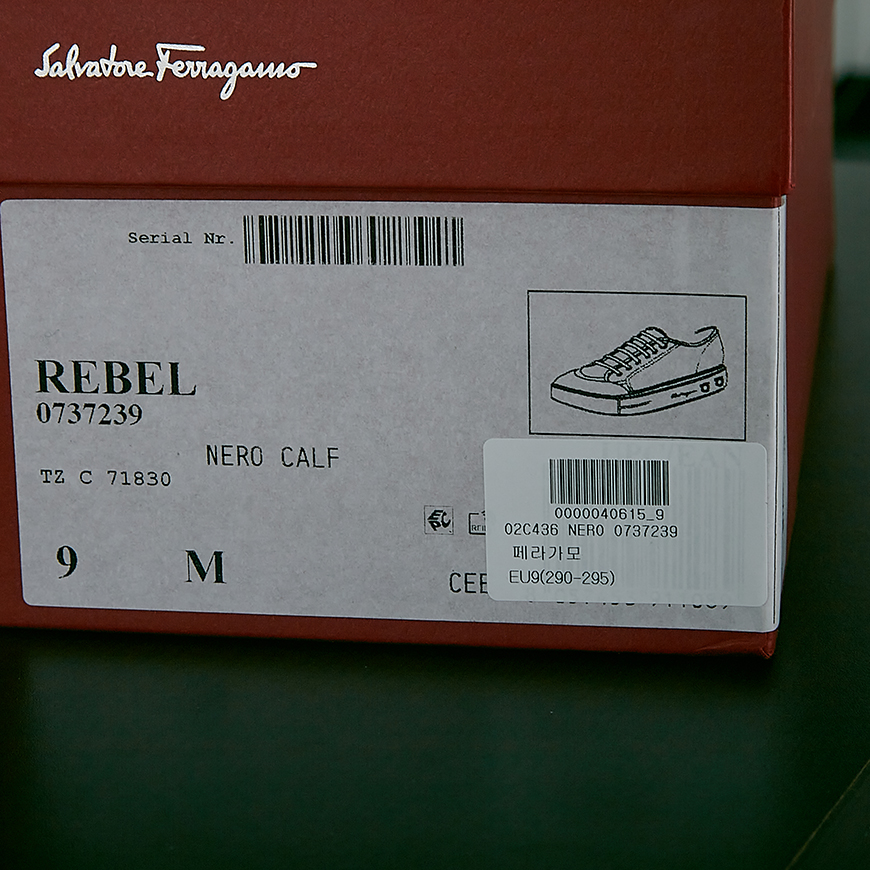 Salvatore Ferragamo
Serial Nr.
REBEL
0737239
NERO CALF
TZ C 71830
9 M
0000040615_9
02C436 NERO 0737239
페라가모
EU9(290-295)